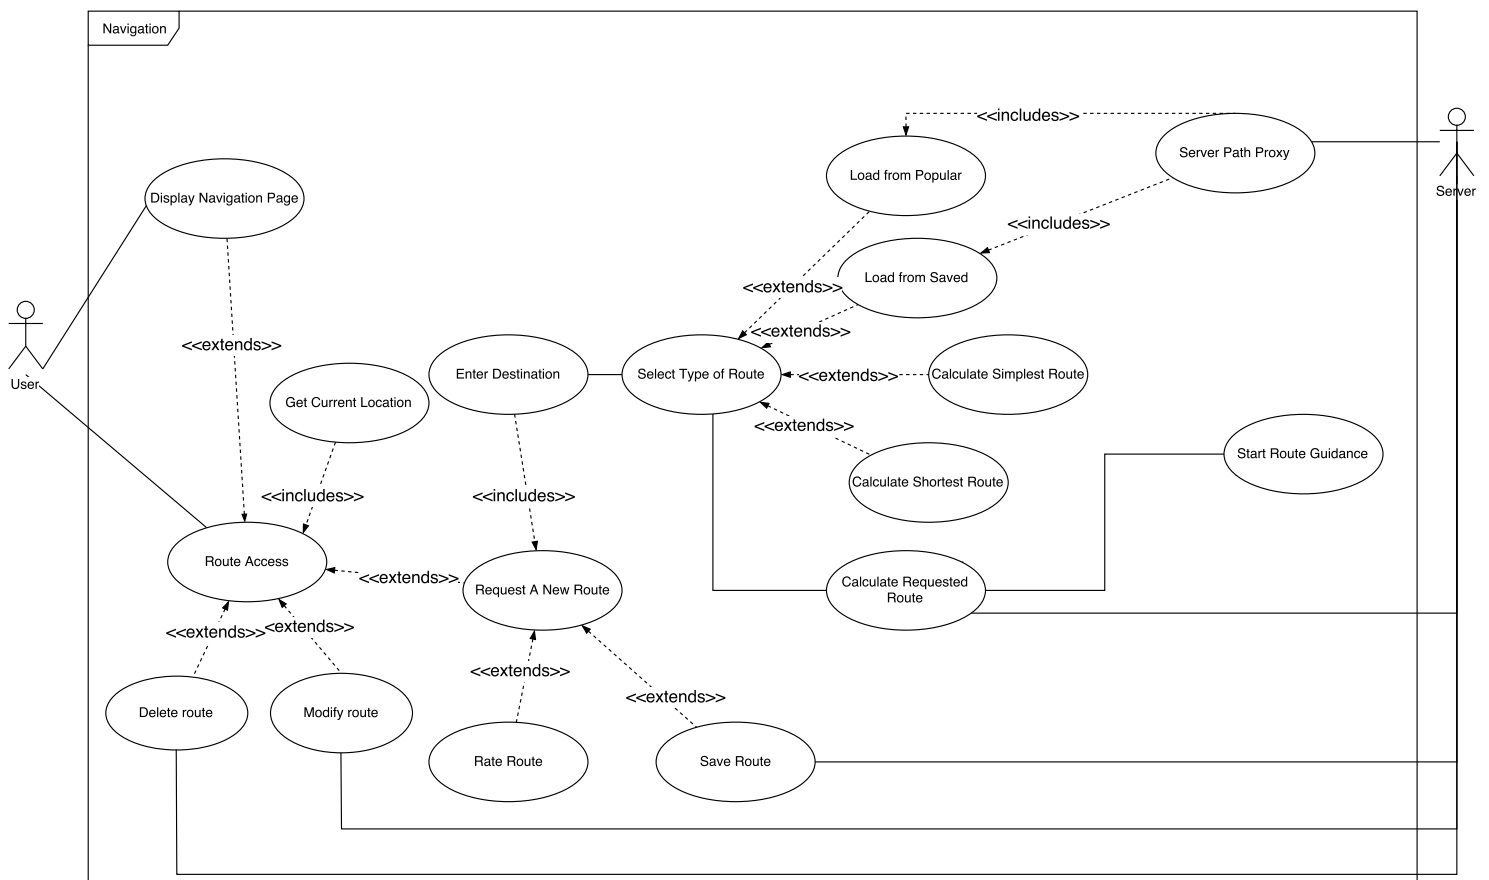 Navigation
<<includes>>
Server Path Proxy
Load from Popular
Server
Display Navigation Page
<<includes>>
Load from Saved
<<extends>>
<<extends>>
<<extends>>
User
Enter Destination
Select Type of Route
<<extends>>
Calculate Simplest Route
Get Current Location
<<extends>>
Start Route Guidance
Calculate Shortest Route
<<includes>>
<<includes>>
Route Access
<<extends>>
Request A New Route
Calculate Requested
Route
<<extends>>
<<extends>>
<<extends>>
<<extends>>
Delete route
Modify route
Rate Route
Save Route